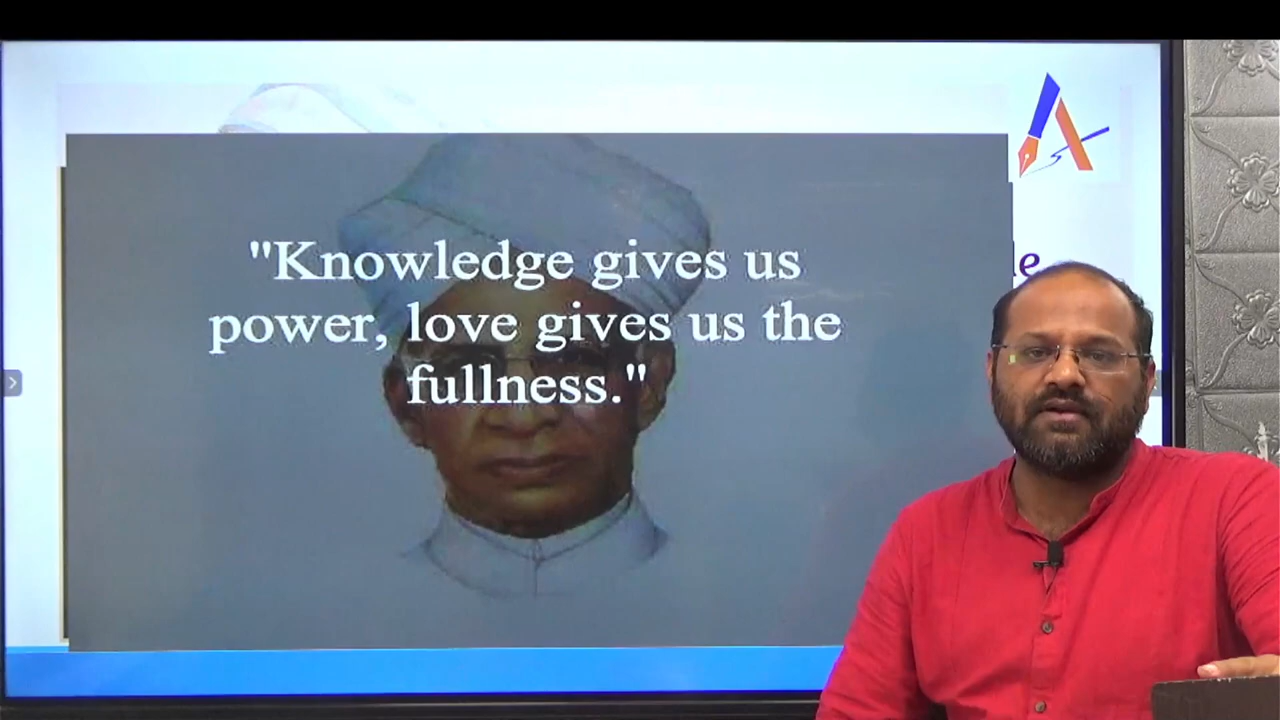 "Knowledge gives us
power, love gives us the
fullness."